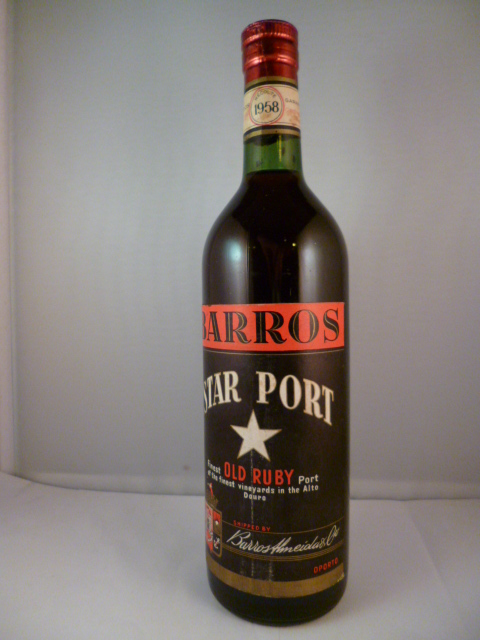 1958
BARROS
STAR PORT
Finest OLD RUBY Port
of the finest vineyards in the Alto
Douro
SHIPPED BY
Barros Almeida & Ca
OPORTO